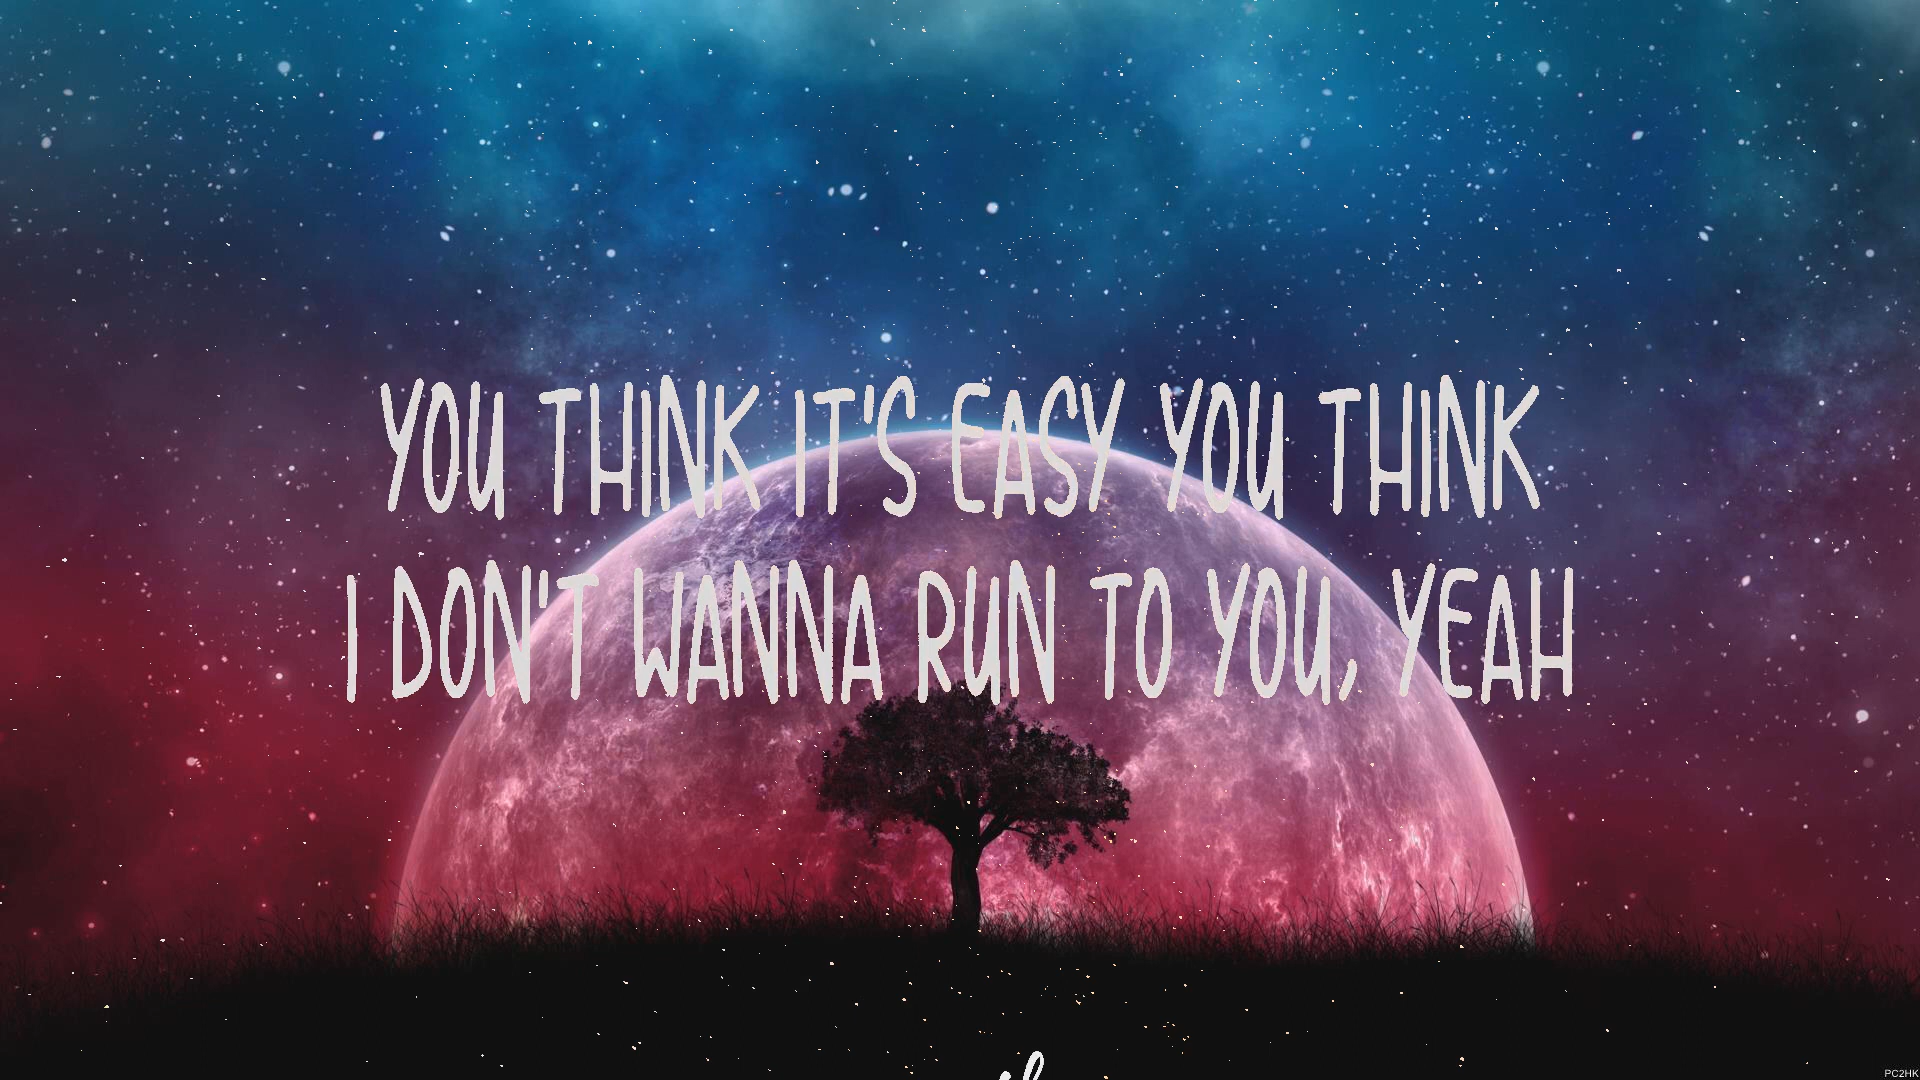 YOU THINK IT'S EASY YOU THINK
I DON'T WANNA RUN TO YOU, YEAH
PC2HK